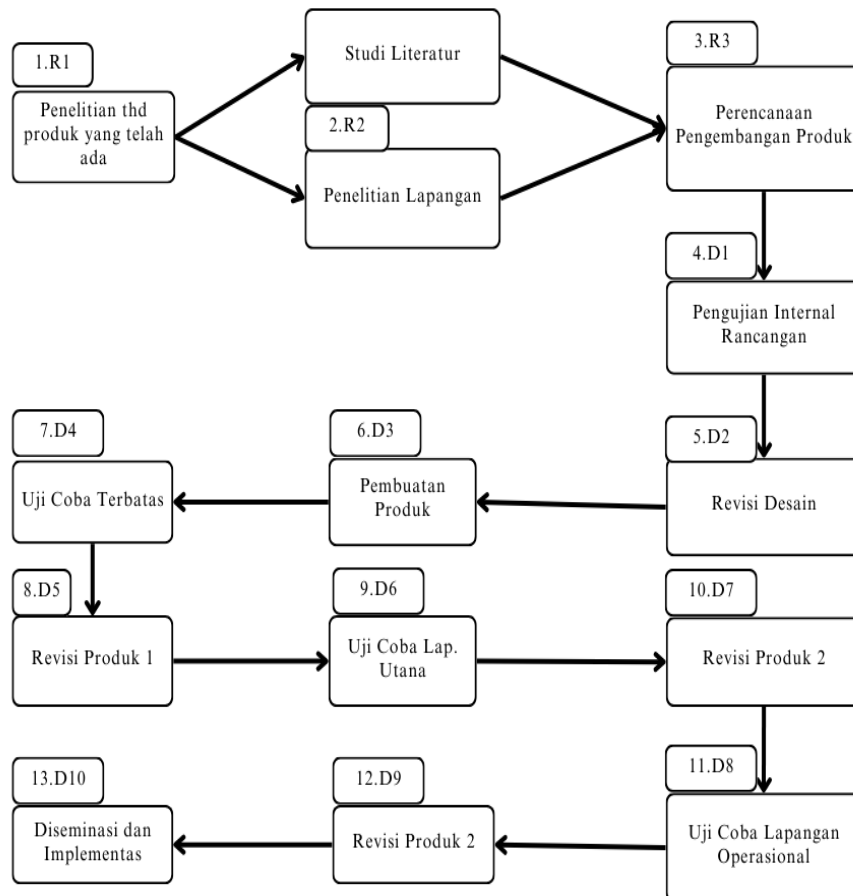 1.R1
Penelitian thd
produk yang telah
ada
Studi Literatur
2.R2
Penelitian Lapangan
3.R3
Perencanaan
Pengembangan Produk
4.D1
Pengujian Internal
Rancangan
5.D2
Revisi Desain
6.D3
Pembuatan
Produk
7.D4
Uji Coba Terbatas
8.D5
Revisi Produk 1
9.D6
Uji Coba Lap.
Utana
10.D7
Revisi Produk 2
11.D8
Uji Coba Lapangan
Operasional
12.D9
Revisi Produk 2
13.D10
Diseminasi dan
Implementas